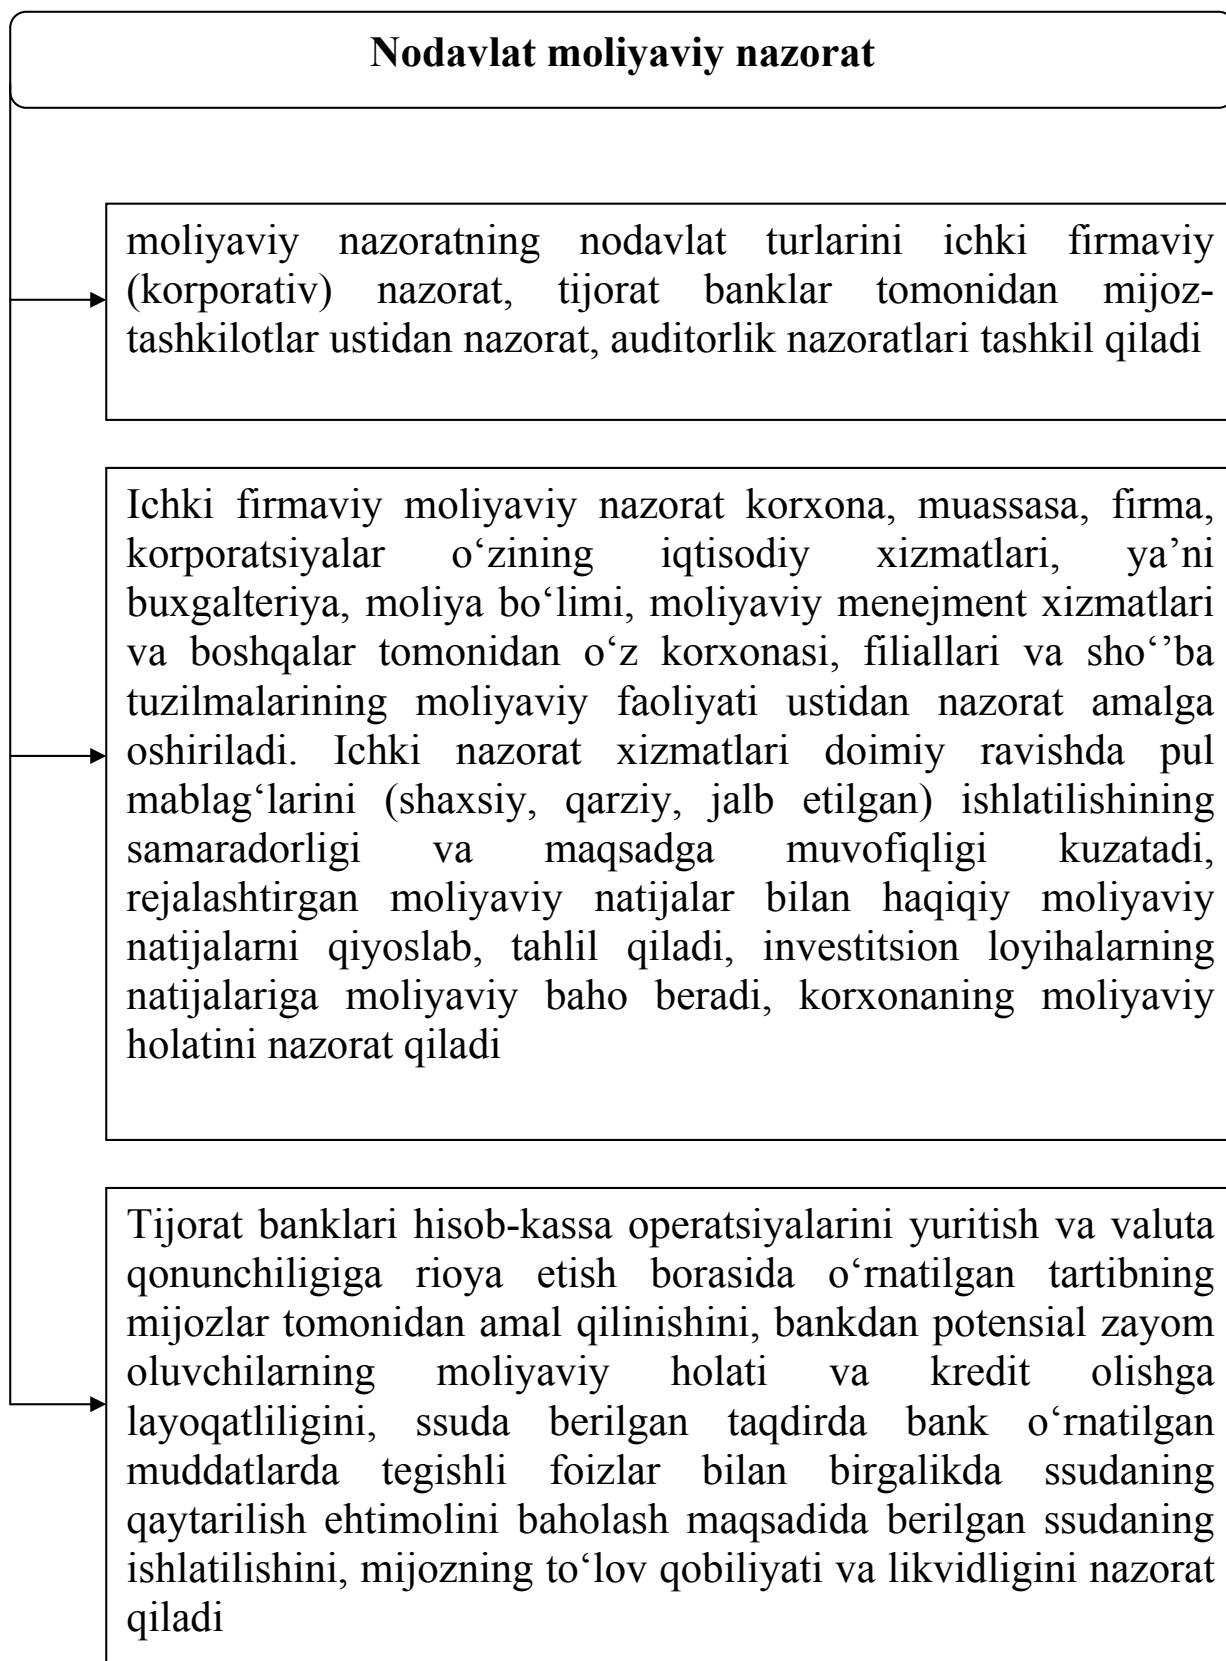 Nodavlat moliyaviy nazorat
moliyaviy nazoratning nodavlat turlarini ichki firmaviy
(korporativ) nazorat, tijorat banklar tomonidan mijoz-
tashkilotlar ustidan nazorat, auditorlik nazoratlari tashkil qiladi
Ichki firmaviy moliyaviy nazorat korxona, muassasa, firma,
korporatsiyalar o‘zining iqtisodiy xizmatlari, ya’ni
buxgalteriya, moliya bo‘limi, moliyaviy menejment xizmatlari
va boshqalar tomonidan o‘z korxonasi, filiallari va sho‘’ba
tuzilmalarining moliyaviy faoliyati ustidan nazorat amalga
oshiriladi. Ichki nazorat xizmatlari doimiy ravishda pul
mablag‘larini (shaxsiy, qarziy, jalb etilgan) ishlatilishining
samaradorligi va maqsadga muvofiqligi kuzatadi,
rejalashtirgan moliyaviy natijalar bilan haqiqiy moliyaviy
natijalarni qiyoslab, tahlil qiladi, investitsion loyihalarning
natijalariga moliyaviy baho beradi, korxonaning moliyaviy
holatini nazorat qiladi
Tijorat banklari hisob-kassa operatsiyalarini yuritish va valuta
qonunchiligiga rioya etish borasida o‘rnatilgan tartibning
mijozlar tomonidan amal qilinishini, bankdan potensial zayom
oluvchilarning moliyaviy holati va kredit olishga
layoqatliligini, ssuda berilgan taqdirda bank o‘rnatilgan
muddatlarda tegishli foizlar bilan birgalikda ssudaning
qaytarilish ehtimolini baholash maqsadida berilgan ssudaning
ishlatilishini, mijozning to‘lov qobiliyati va likvidligini nazorat
qiladi